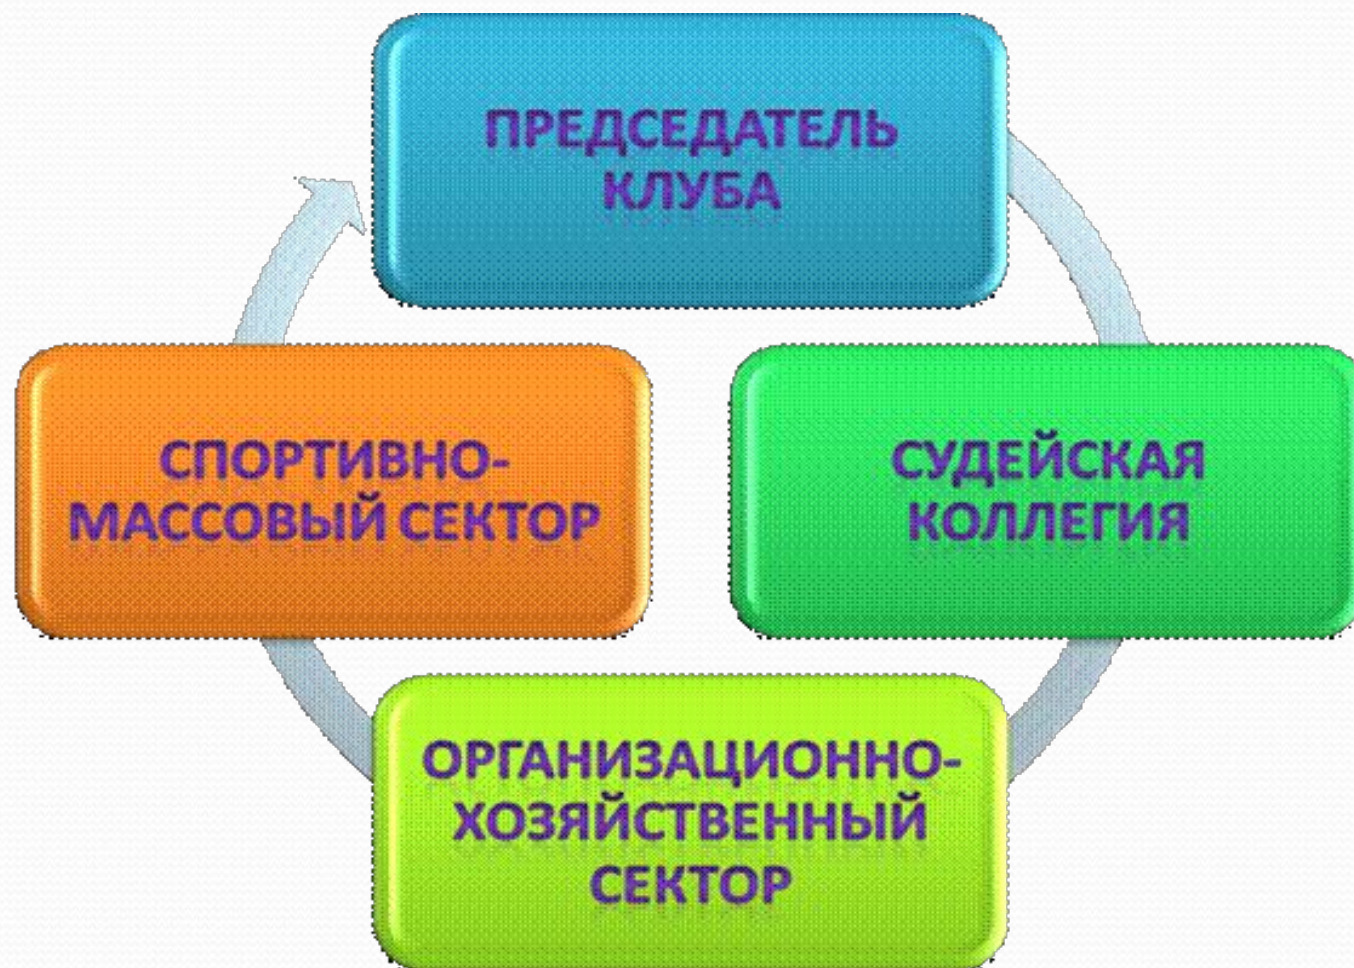 ПРЕДСЕДАТЕЛЬ
КЛУБА
СПОРТИВНО-
МАССОВЫЙ СЕКТОР
СУДЕЙСКАЯ
КОЛЛЕГИЯ
ОРГАНИЗАЦИОННО-
ХОЗЯЙСТВЕННЫЙ
СЕКТОР